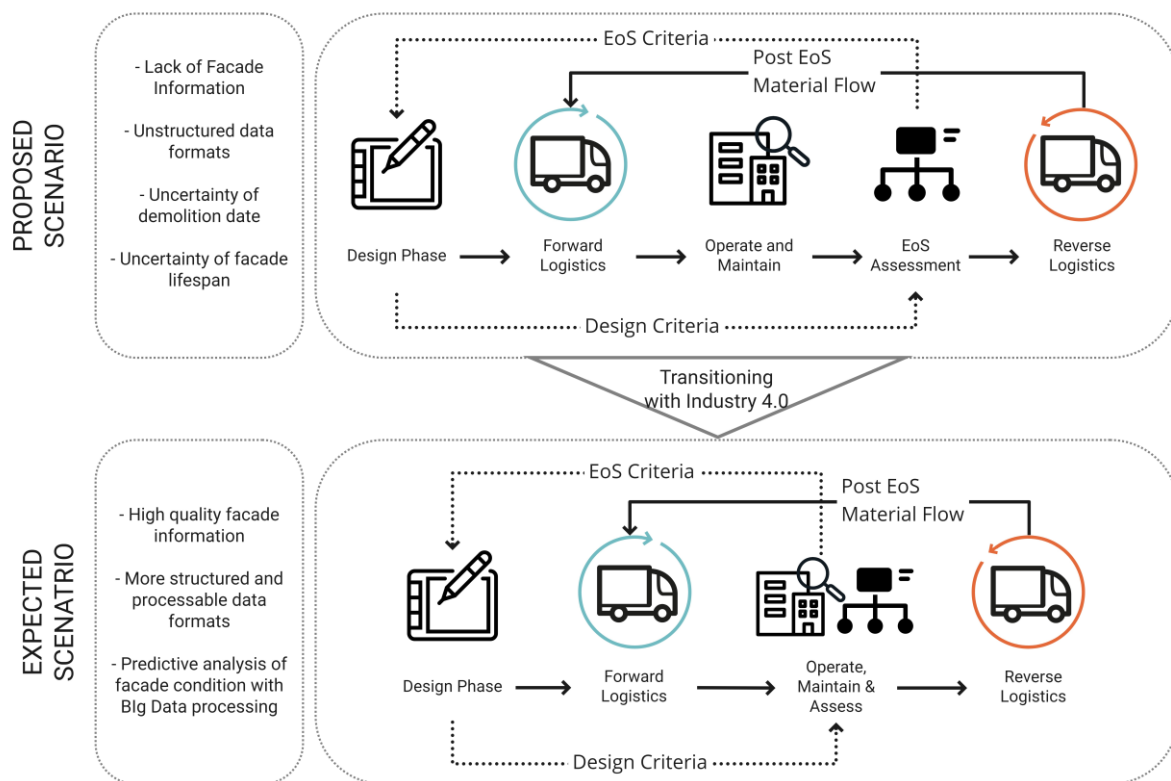 PROPOSED
SCENARIO
- Lack of Facade
Information
- Unstructured data
formats
- Uncertainty of
demolition date
- Uncertainty of facade
lifespan
EoS Criteria
Post EoS
Material Flow
Design Phase
Forward
Logistics
Operate and
Maintain
EoS
Assessment
Reverse
Logistics
Design Criteria
Transitioning
with Industry 4.0
EXPECTED
SCENATRIO
- High quality facade
information
- More structured and
processable data
formats
- Predictive analysis of
facade condition with
BIg Data processing
EoS Criteria
Post EoS
Material Flow
Design Phase
Forward
Logistics
Operate,
Maintain &
Assess
Reverse
Logistics
Design Criteria